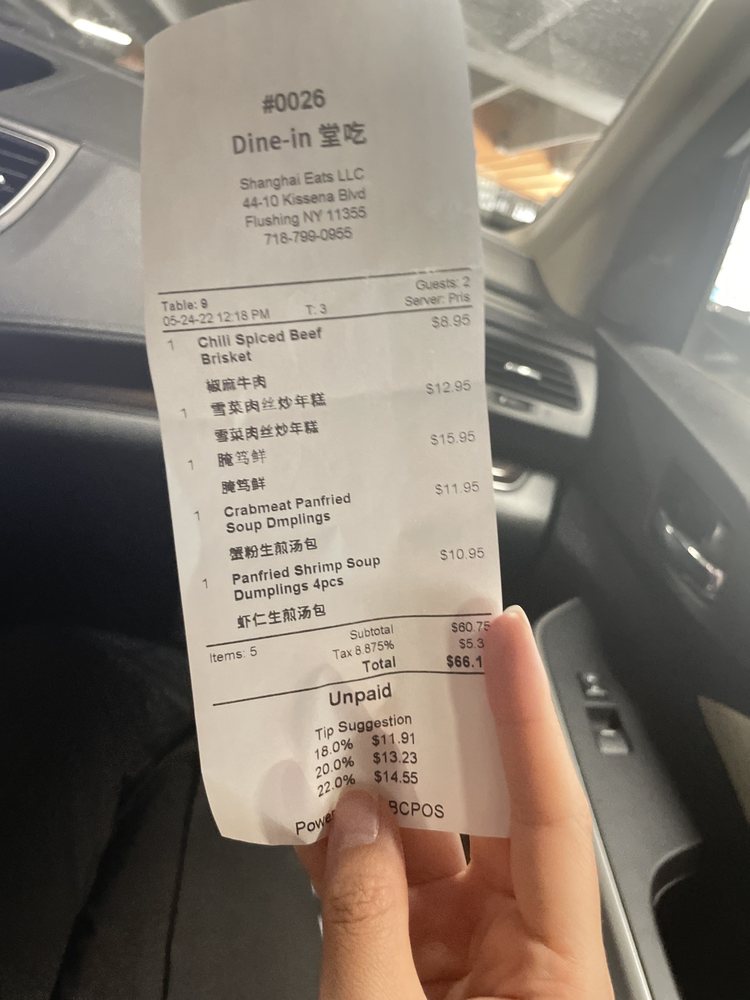 #0026
Dine-in 堂吃
Shanghai Eats LLC
44-10 Kissena Blvd
Flushing NY 11355
718-799-0955
Table: 9 Guests: 2
05-24-22 12:18 PM T: 3 Server: Pris
1 Chili Spiced Beef $8.95
Brisket
椒麻牛肉
1 雪菜肉丝炒年糕 $12.95
雪菜肉丝炒年糕
1 腌笃鲜 $15.95
腌笃鲜
1 Crabmeat Panfried $11.95
Soup Dmplings
蟹粉生煎汤包
1 Panfried Shrimp Soup $10.95
Dumplings 4pcs
虾仁生煎汤包
Items: 5 Subtotal $60.75
Tax 8.875% $5.3
Total $66.1
Unpaid
Tip Suggestion
18.0% $11.91
20.0% $13.23
22.0% $14.55
BCPOS